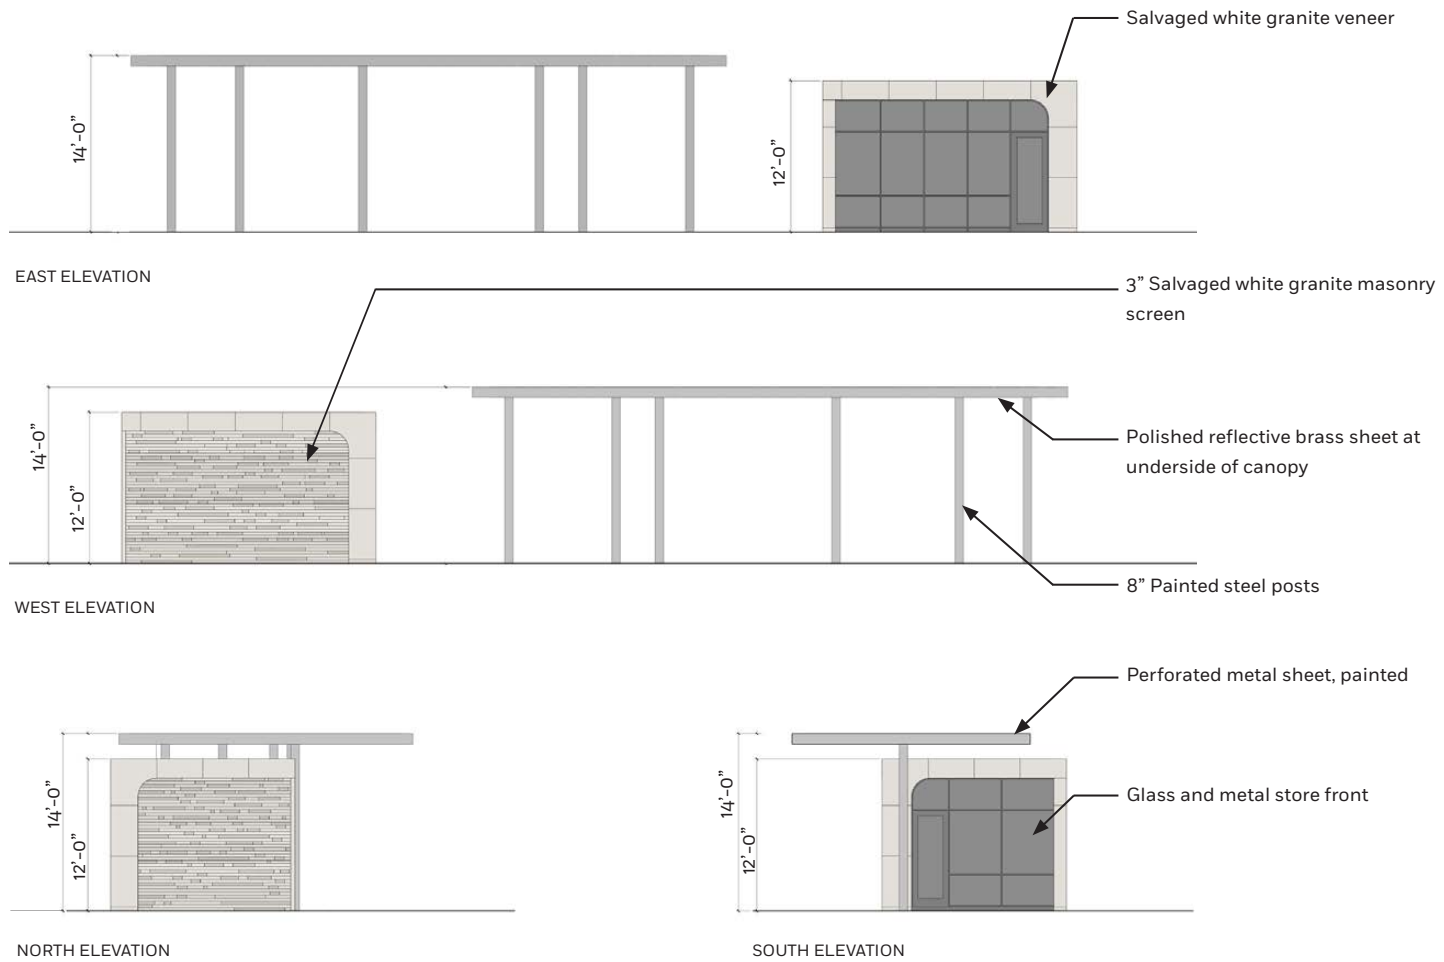 Salvaged white granite veneer
14’-0”
12’-0”
EAST ELEVATION
3” Salvaged white granite masonry
screen
14’-0”
12’-0”
Polished reflective brass sheet at
underside of canopy
8” Painted steel posts
WEST ELEVATION
Perforated metal sheet, painted
14’-0”
12’-0”
14’-0”
12’-0”
Glass and metal store front
NORTH ELEVATION
SOUTH ELEVATION